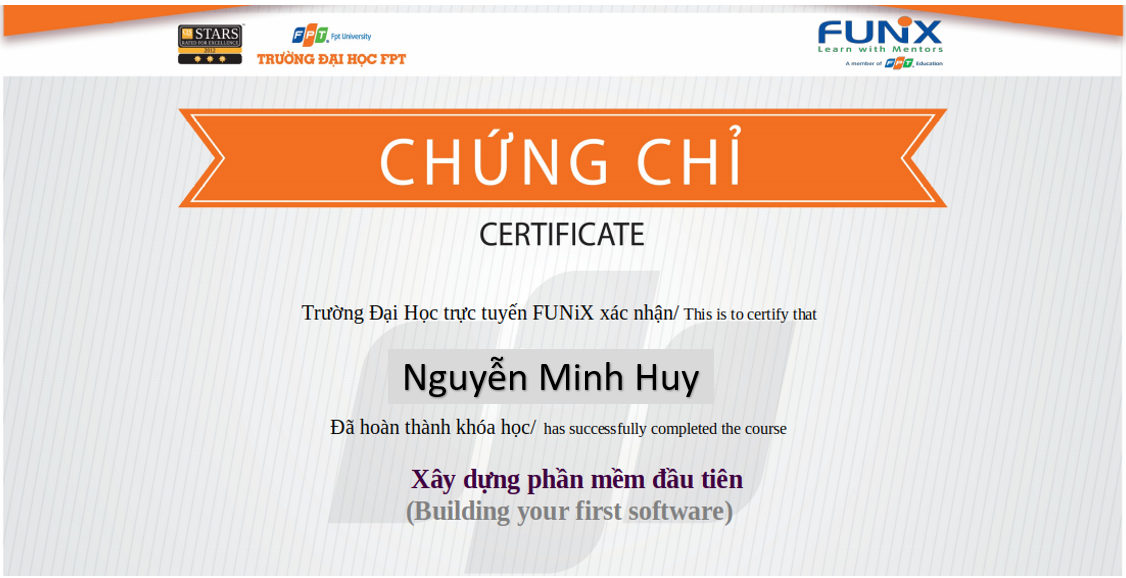 QS STARS
RATED FOR EXCELLENCE
2012
FPT. Fpt University
TRƯỜNG ĐẠI HỌC FPT
FUNiX
Learn with Mentors
A member of FPT. Education
CHỨNG CHỈ
CERTIFICATE
Trường Đại Học trực tuyến FUNiX xác nhận/ This is to certify that
Nguyễn Minh Huy
Đã hoàn thành khóa học/ has successfully completed the course
Xây dựng phần mềm đầu tiên
(Building your first software)